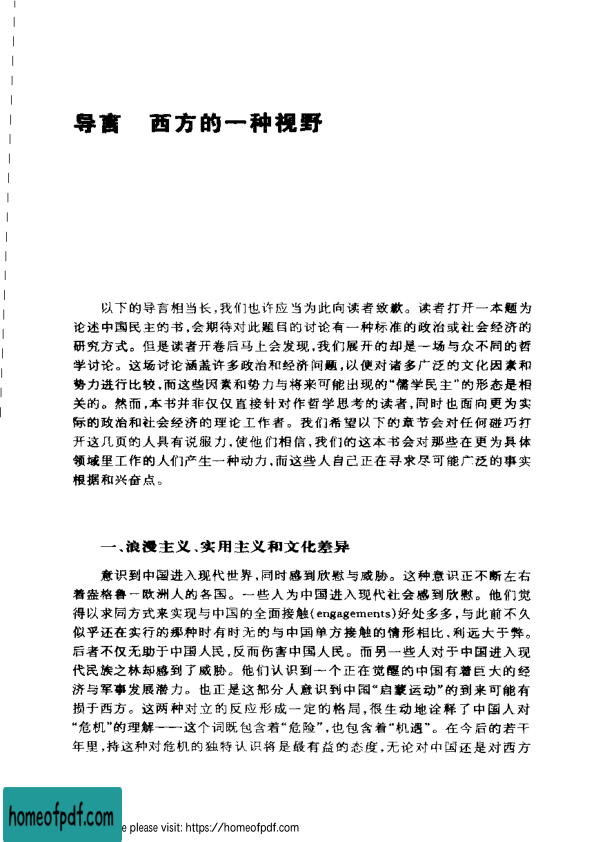 导言 西方的一种视野
以下的导言相当长,我们也许应当为此向读者致歉。读者打开一本题为
论述中国民主的书,会期待对此题目的讨论有一种标准的政治或社会经济的
研究方式。但是读者开卷后马上会发现,我们展开的却是一场与众不同的哲
学讨论。这场讨论涵盖许多政治和经济问题,以便对诸多广泛的文化因素和
势力进行比较,而这些因素和势力与将来可能出现的“儒学民主”的形态是相
关的。然而,本书并非仅仅直接针对作哲学思考的读者,同时也面向更为实
际的政治和社会经济的理论工作者。我们希望以下的章节会对任何碰巧打
开这几页的人具有说服力,使他们相信,我们的这本书会对那些在更为具体
领域里工作的人们产生一种动力,而这些人自己正在寻求尽可能广泛的事实
根据和兴奋点。
一、浪漫主义、实用主义和文化差异
意识到中国进入现代世界,同时感到欣慰与威胁。这种意识正不断左右
着盎格鲁—欧洲人的各国。一些人为中国进入现代社会感到欣慰。他们觉
得以求同方式来实现与中国的全面接触(engagements)好处多多,与此前不久
似乎还在实行的那种时有时无的与中国单方接触的情形相比,利远大于弊。
后者不仅无助于中国人民,反而伤害中国人民。而另一些人对于中国进入现
代民族之林却感到了威胁。他们认识到一个正在觉醒的中国有着巨大的经
济与军事发展潜力。也正是这部分人意识到中国“启蒙运动”的到来可能有
损于西方。这两种对立的反应形成一定的格局,很生动地诠释了中国人对
“危机”的理解——这个词既包含着“危险”,也包含着“机遇”。在今后的若干
年里,持这种对危机的独特认识将是最有益的态度,无论对中国还是对西方
homeofpdf.com
e please visit: https://homeofpdf.com